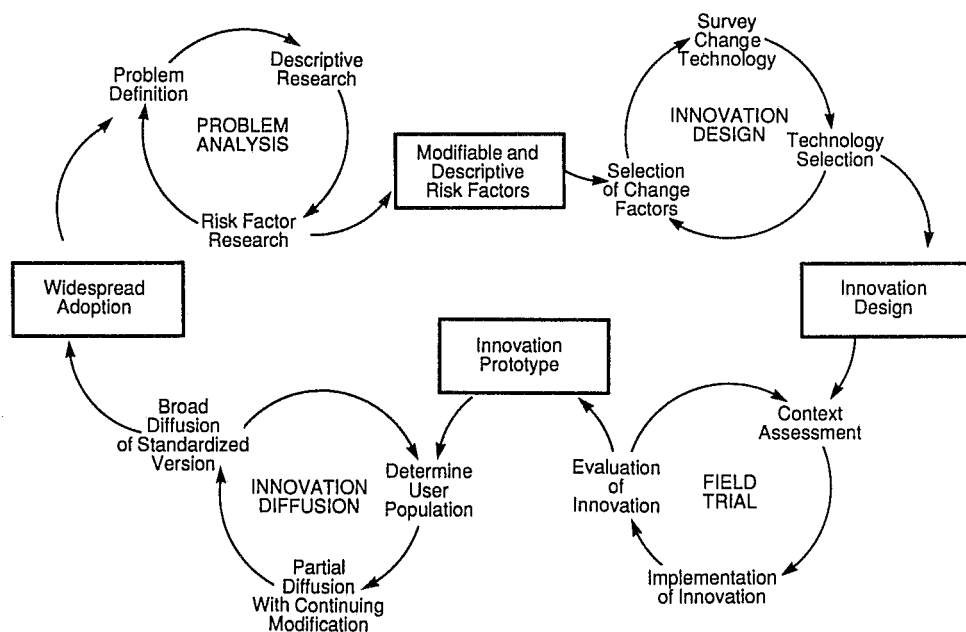 Problem
Definition
Descriptive
Research
PROBLEM
ANALYSIS
Risk Factor
Research
Modifiable and
Descriptive
Risk Factors
Survey
Change
Technology
INNOVATION
DESIGN
Technology
Selection
Selection
of Change
Factors
Innovation
Design
Context
Assessment
FIELD
TRIAL
Implementation
of Innovation
Evaluation
of
Innovation
Innovation
Prototype
Determine
User
Population
INNOVATION
DIFFUSION
Partial
Diffusion
With Continuing
Modification
Broad
Diffusion
of Standardized
Version
Widespread
Adoption